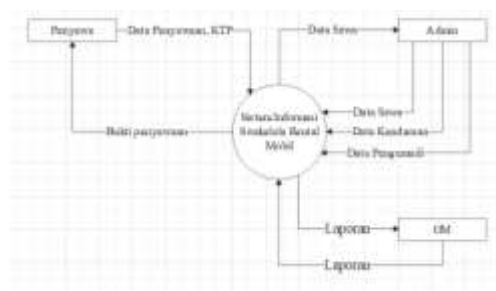 Penyewa
Data Penyewaan, KTP
Data Sewa
Admin
Data Sewa
Sistem Informasi
Rental
Mobil
Bukti penyewaan
Data Kendaraan
Data Pengemudi
Laporan
Laporan